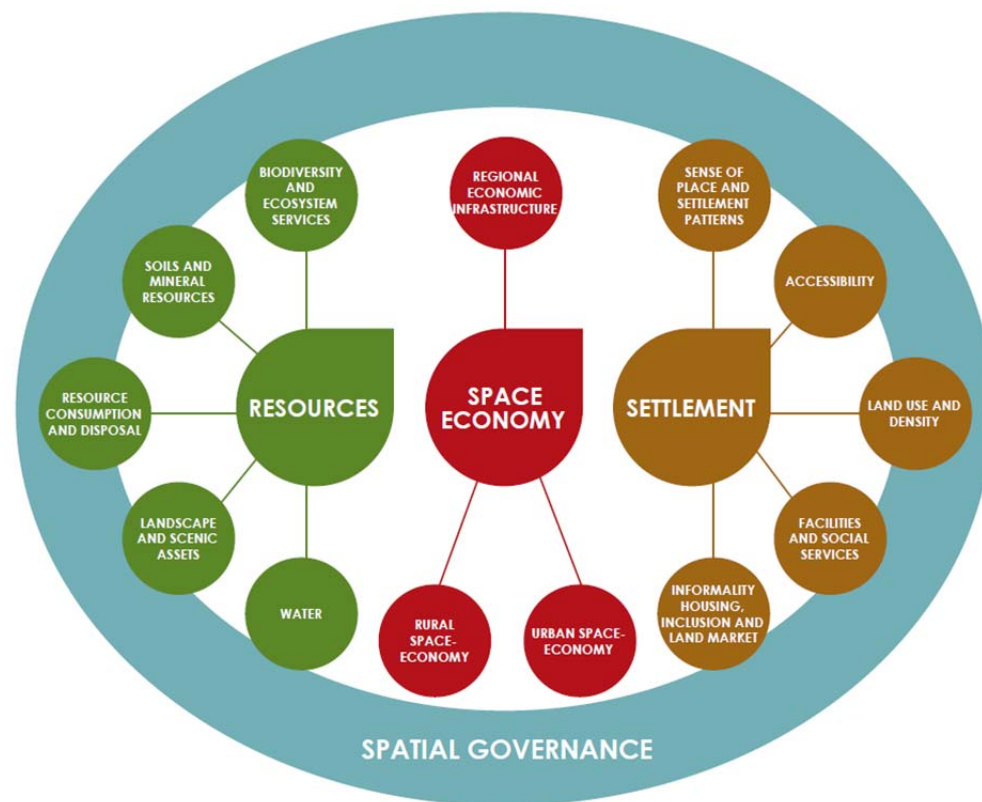 BIODIVERSITY
AND
ECOSYSTEM
SERVICES
SOILS AND
MINERAL
RESOURCES
RESOURCE
CONSUMPTION
AND DISPOSAL
LANDSCAPE
AND SCENIC
ASSETS
WATER
RESOURCES
REGIONAL
ECONOMIC
INFRASTRUCTURE
SPACE
ECONOMY
RURAL
SPACE-
ECONOMY
URBAN SPACE-
ECONOMY
SENSE OF
PLACE AND
SETTLEMENT
PATTERNS
ACCESSIBILITY
SETTLEMENT
LAND USE AND
DENSITY
FACILITIES
AND SOCIAL
SERVICES
INFORMALITY
HOUSING,
INCLUSION AND
LAND MARKET
SPATIAL GOVERNANCE